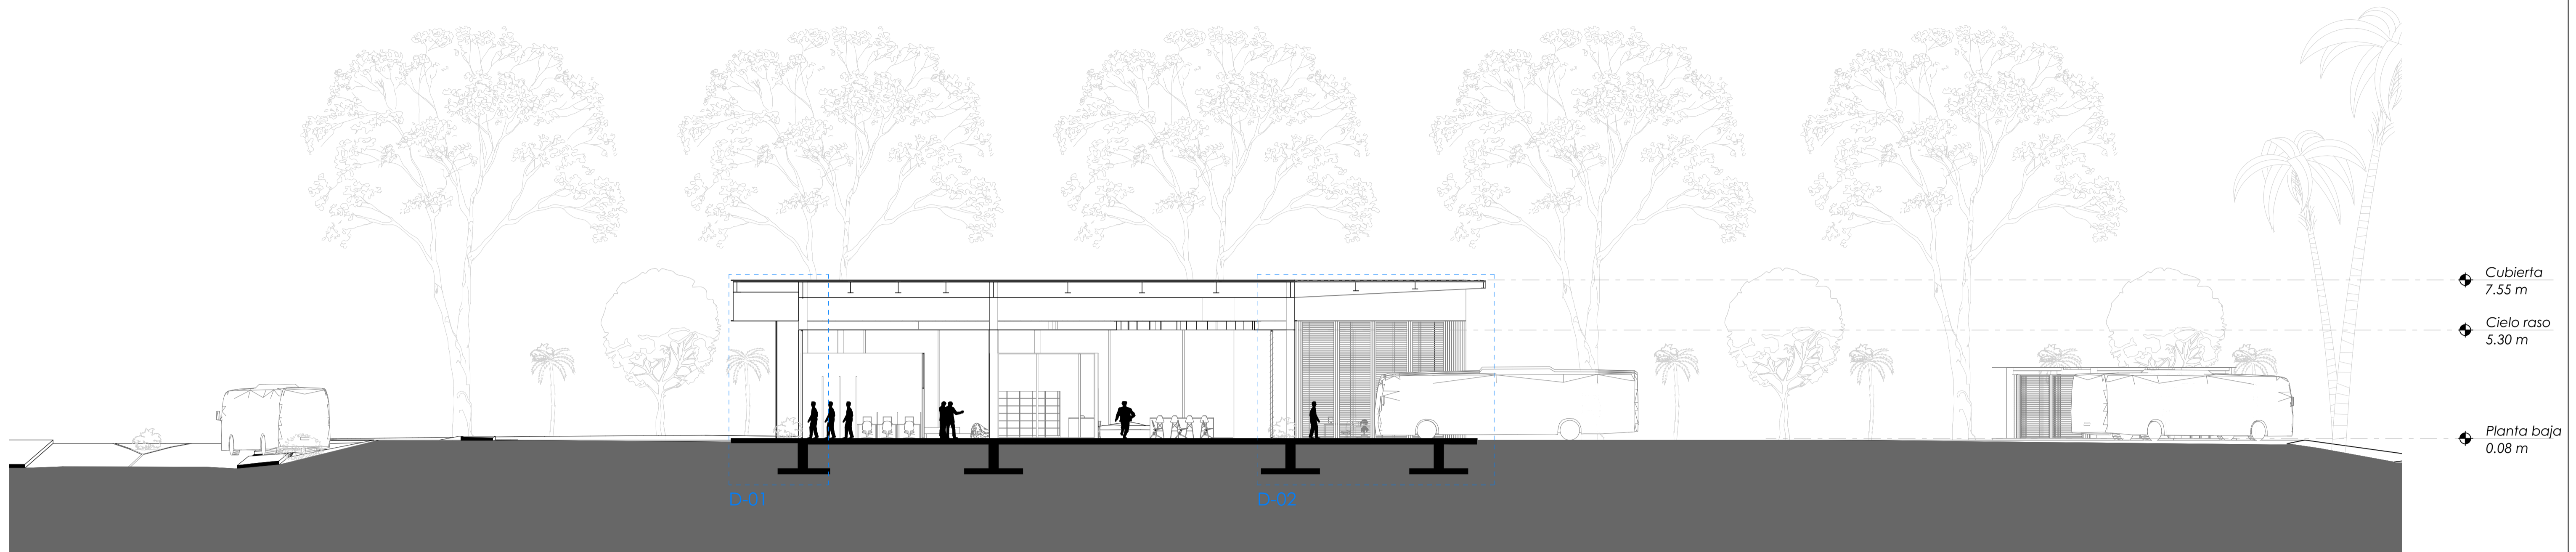 Cubierta
7.55 m
Cielo raso
5.30 m
Planta baja
0.08 m
D-01
D-02